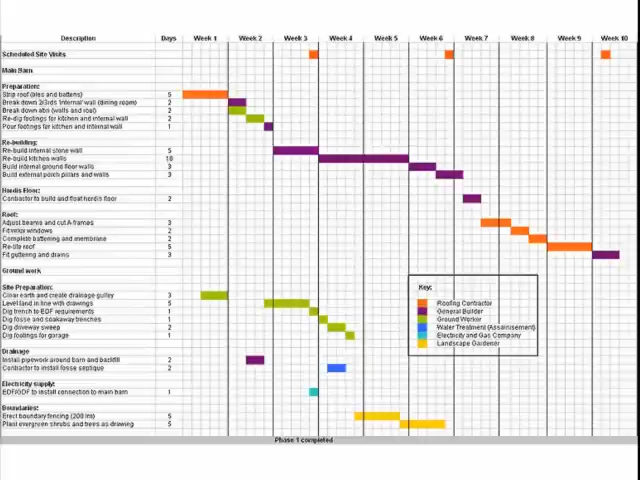 Description Days Week 1 Week 2 Week 3 Week 4 Week 5 Week 6 Week 7 Week 8 Week 9 Week 10
Scheduled Site Visits
Main Barn
Preparation:
Strip roof (tiles and battens) 5
Break down 2/3rds internal wall (dining room) 2
Break down abri (walls and roof) 2
Re-dig footings for kitchen and internal wall 2
Pour footings for kitchen and internal wall 1
Re-building:
Re-build internal stone wall 5
Re-build kitchen walls 10
Build internal ground floor walls 3
Build external porch pillars and walls 3
Hordis Floor:
Contractor to build and float hordis floor 2
Roof:
Adjust beams and cut A-frames 3
Fit velux windows 2
Complete battening and membrane 2
Re-tile roof 5
Fit guttering and drains 3
Ground work
Site Preparation:
Clear earth and create drainage gulley 3
Level land in line with drawings 5
Dig trench to EDF requirements 1
Dig fosse and soakaway trenches 1
Dig driveway sweep 2
Dig footings for garage 1
Key:
Roofing Contractor
General Builder
Ground Worker
Water Treatment (Assainissement)
Electricity and Gas Company
Landscape Gardener
Drainage
Install pipework around barn and backfill 2
Contractor to install fosse septique 2
Electricity supply:
EDF/GDF to install connection to main barn 1
Boundaries:
Erect boundary fencing (200 lm) 5
Plant evergreen shrubs and trees as drawing 5
Phase 1 completed